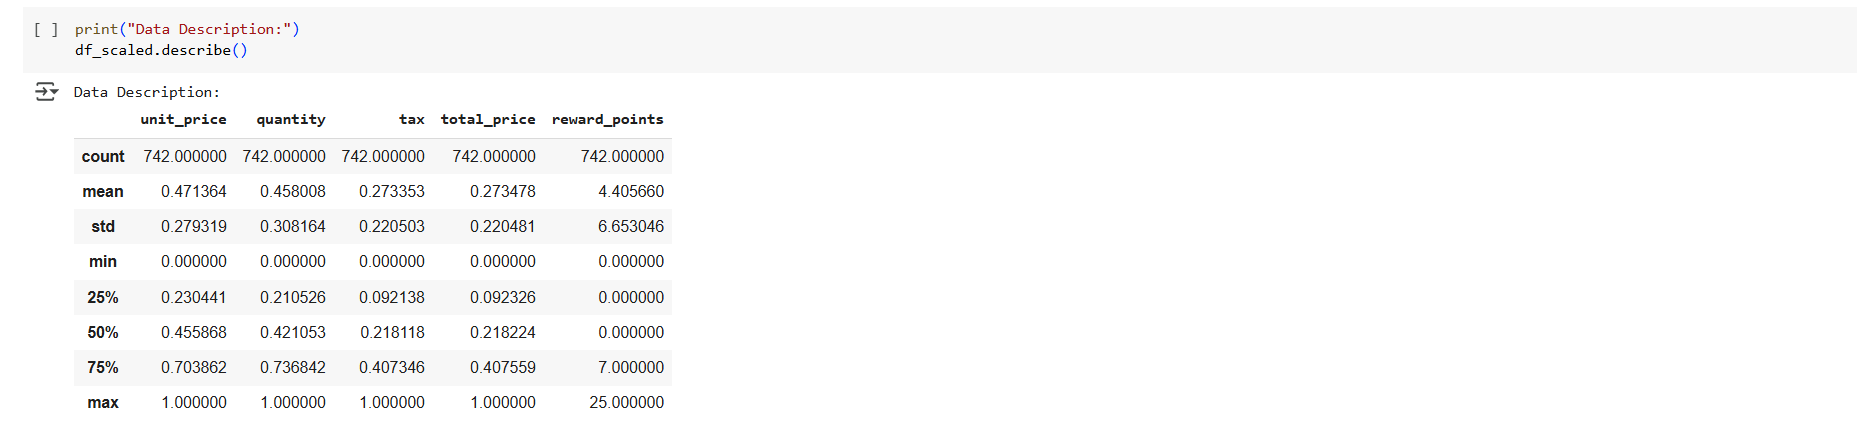 [ ] print("Data Description:")
df_scaled.describe()
Data Description:
unit_price quantity tax total_price reward_points
count 742.000000 742.000000 742.000000 742.000000 742.000000
mean 0.471364 0.458008 0.273353 0.273478 4.405660
std 0.279319 0.308164 0.220503 0.220481 6.653046
min 0.000000 0.000000 0.000000 0.000000 0.000000
25% 0.230441 0.210526 0.092138 0.092326 0.000000
50% 0.455868 0.421053 0.218118 0.218224 0.000000
75% 0.703862 0.736842 0.407346 0.407559 7.000000
max 1.000000 1.000000 1.000000 1.000000 25.000000